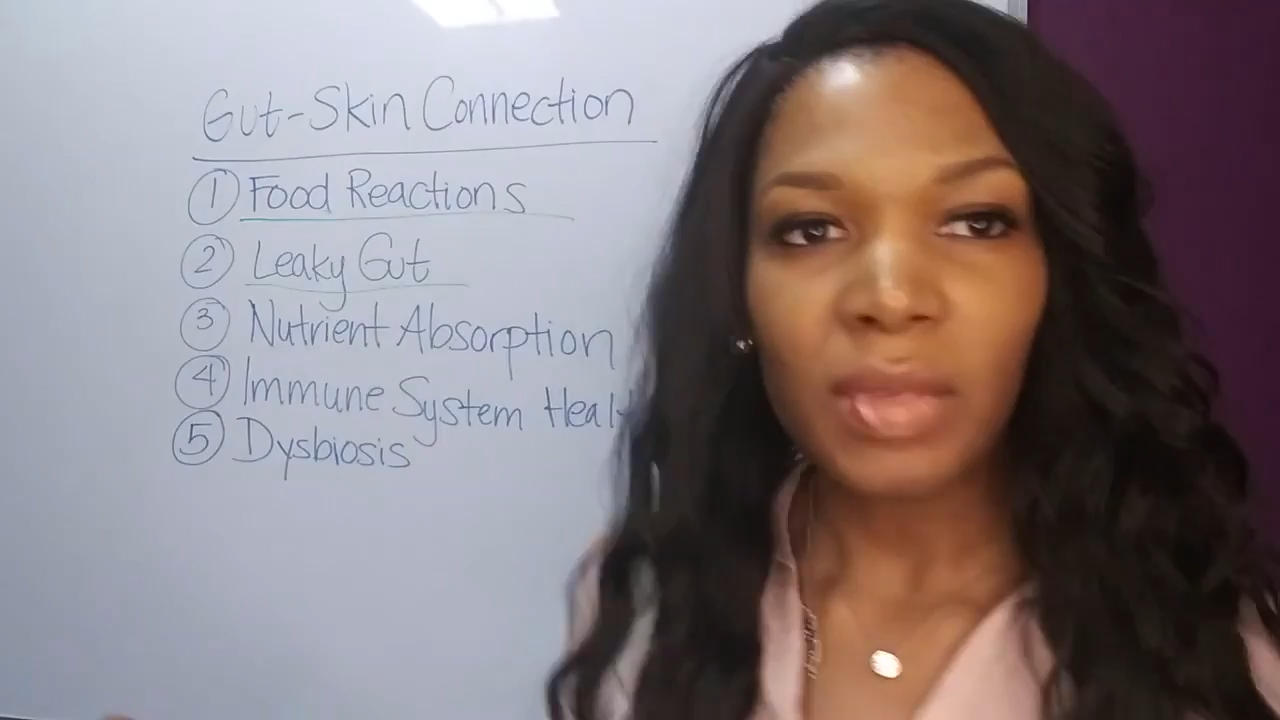 Gut-Skin Connection
1 Food Reactions
2 Leaky Gut
3 Nutrient Absorption
4 Immune System
5 Dysbiosis